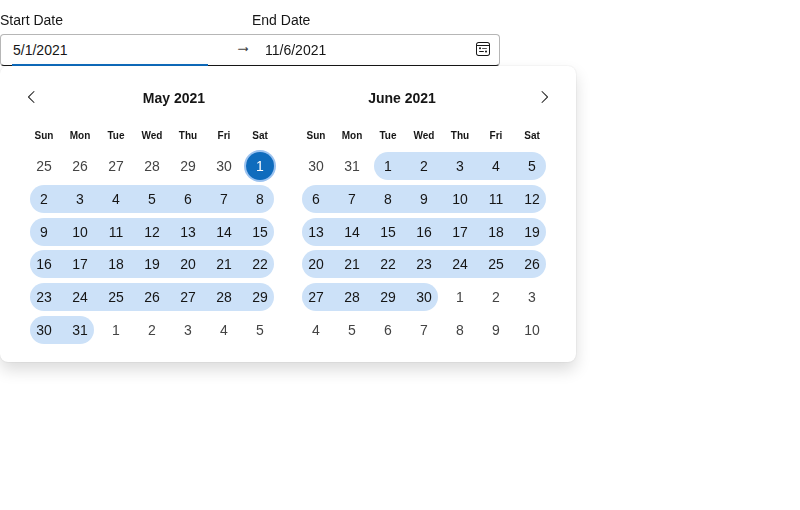 Start Date End Date
5/1/2021 → 11/6/2021
May 2021 June 2021
Sun Mon Tue Wed Thu Fri Sat Sun Mon Tue Wed Thu Fri Sat
25 26 27 28 29 30 1 30 31 1 2 3 4 5
2 3 4 5 6 7 8 6 7 8 9 10 11 12
9 10 11 12 13 14 15 13 14 15 16 17 18 19
16 17 18 19 20 21 22 20 21 22 23 24 25 26
23 24 25 26 27 28 29 27 28 29 30 1 2 3
30 31 1 2 3 4 5 4 5 6 7 8 9 10